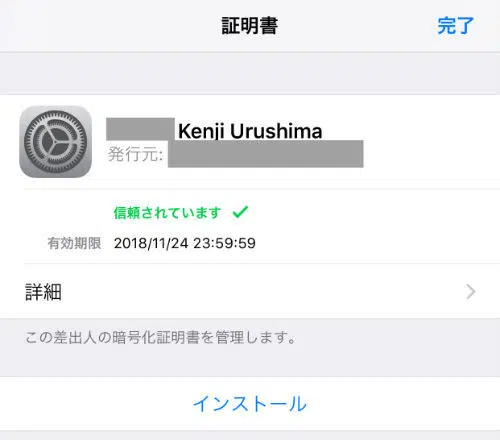 証明書
完了
Kenji Urushima
発行元:
信頼されています
有効期限 2018/11/24 23:59:59
詳細
この差出人の暗号化証明書を管理します。
インストール